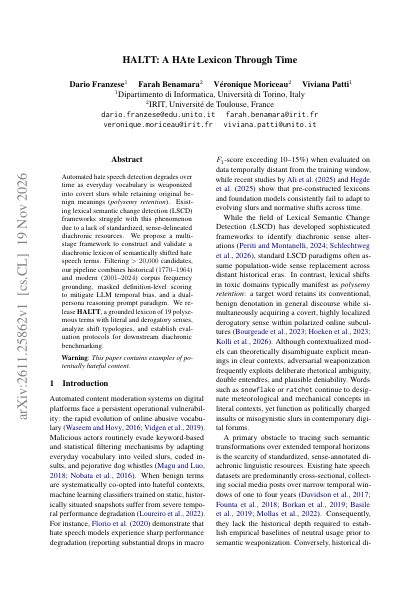 HALTT: A HAte Lexicon Through Time
Dario Franzese¹ Farah Benamara² Véronique Moriceau² Viviana Patti¹
¹Dipartimento di Informatica, Università di Torino, Italy
²IRIT, Université de Toulouse, France
dario.franzese@edu.unito.it farah.benamara@irit.fr
veronique.moriceau@irit.fr viviana.patti@unito.it
Abstract
Automated hate speech detection degrades over
time as everyday vocabulary is weaponized
into covert slurs while retaining original be-
nign meanings (polysemy retention). Exist-
ing lexical semantic change detection (LSCD)
frameworks struggle with this phenomenon
due to a lack of standardized, sense-delineated
diachronic resources. We propose a multi-
stage framework to construct and validate a
diachronic lexicon of semantically shifted hate
speech terms. Filtering > 20,000 candidates,
our pipeline combines historical (1770–1964)
and modern (2001–2024) corpus frequency
grounding, masked definition-level scoring
to mitigate LLM temporal bias, and a dual-
persona reasoning prompt paradigm. We re-
lease HALTT, a grounded lexicon of 19 polyse-
mous terms with literal and derogatory senses,
analyze shift typologies, and establish eval-
uation protocols for downstream diachronic
benchmarking.
Warning: This paper contains examples of po-
tentially hateful content.
1 Introduction
Automated content moderation systems on digital
platforms face a persistent operational vulnerabil-
ity: the rapid evolution of online abusive vocabu-
lary (Waseem and Hovy, 2016; Vidgen et al., 2019).
Malicious actors routinely evade keyword-based
and statistical filtering mechanisms by adapting
everyday vocabulary into veiled slurs, coded in-
sults, and pejorative dog whistles (Magu and Luo,
2018; Nobata et al., 2016). When benign terms
are systematically co-opted into hateful contexts,
machine learning classifiers trained on static, histor-
ically situated snapshots suffer from severe tempo-
ral performance degradation (Loureiro et al., 2022).
For instance, Florio et al. (2020) demonstrate that
hate speech models experience sharp performance
degradation (reporting substantial drops in macro
F₁-score exceeding 10–15%) when evaluated on
data temporally distant from the training window,
while recent studies by Ali et al. (2025) and Hegde
et al. (2025) show that pre-constructed lexicons
and foundation models consistently fail to adapt to
evolving slurs and normative shifts across time.
While the field of Lexical Semantic Change
Detection (LSCD) has developed sophisticated
frameworks to identify diachronic sense alterna-
tions (Periti and Montanelli, 2024; Schlechtweg
et al., 2026), standard LSCD paradigms often as-
sume population-wide sense replacement across
distant historical eras. In contrast, lexical shifts
in toxic domains typically manifest as polysemy
retention: a target word retains its conventional,
benign denotation in general discourse while si-
multaneously acquiring a covert, highly localized
derogatory sense within polarized online subcul-
tures (Bourgeade et al., 2023; Hoeken et al., 2023;
Kolli et al., 2026). Although contextualized mod-
els can theoretically disambiguate explicit mean-
ings in clear contexts, adversarial weaponization
frequently exploits deliberate rhetorical ambiguity,
double entendres, and plausible deniability. Words
such as snowflake or ratchet continue to des-
ignate meteorological and mechanical concepts in
literal contexts, yet function as politically charged
insults or misogynistic slurs in contemporary digi-
tal forums.
A primary obstacle to tracing such semantic
transformations over extended temporal horizons
is the scarcity of standardized, sense-annotated di-
achronic linguistic resources. Existing hate speech
datasets are predominantly cross-sectional, collect-
ing social media posts over narrow temporal win-
dows of one to four years (Davidson et al., 2017;
Founta et al., 2018; Borkan et al., 2019; Basile
et al., 2019; Mollas et al., 2022). Consequently,
they lack the historical depth required to estab-
lish empirical baselines of neutral usage prior to
semantic weaponization. Conversely, historical di-
arXiv:2611.25862v1 [cs.CL] 19 Nov 2026